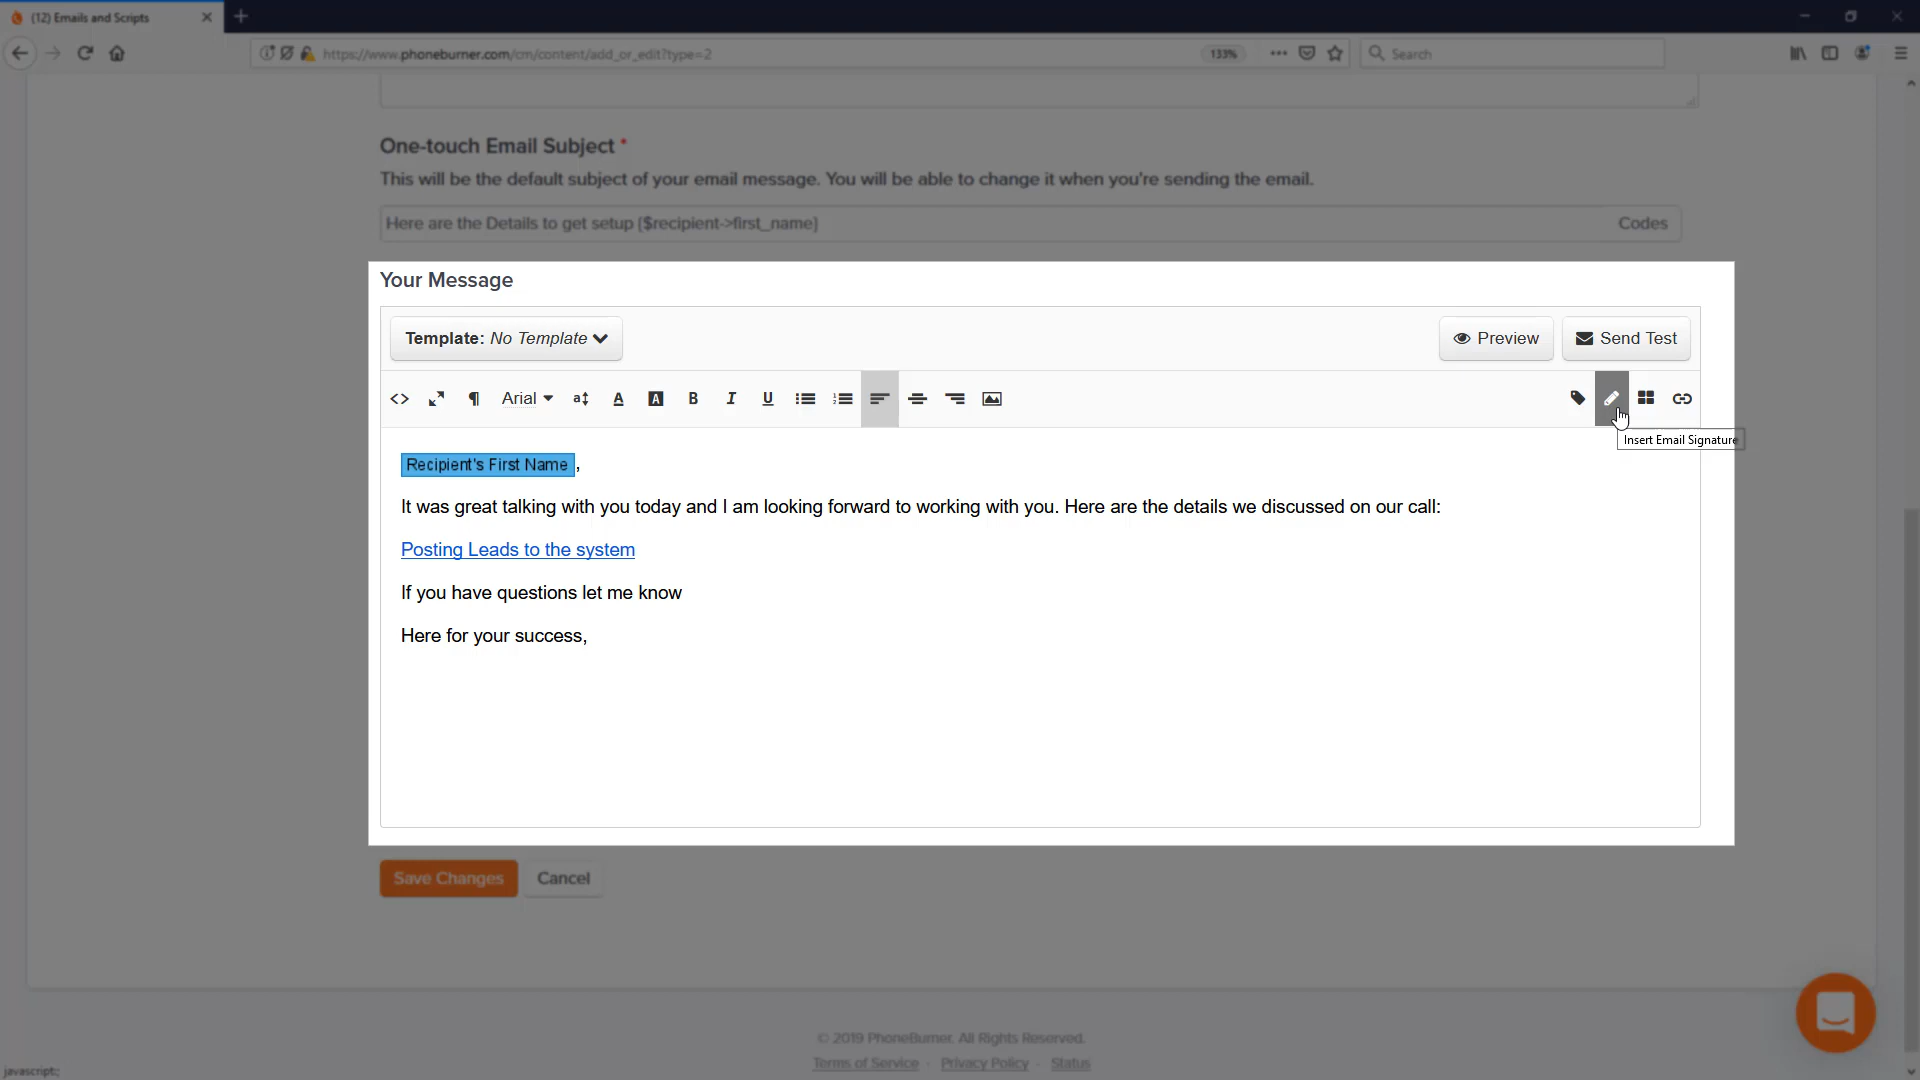 (12) Emails and Scripts
https://www.phoneburner.com/cm/content/add_or_edit?type=2
133%
Search
One-touch Email Subject *
This will be the default subject of your email message. You will be able to change it when you're sending the email.
Here are the Details to get setup {$recipient->first_name}
Codes
Your Message
Template: No Template
Preview
Send Test
Arial
Insert Email Signature
Recipient's First Name ,
It was great talking with you today and I am looking forward to working with you. Here are the details we discussed on our call:
Posting Leads to the system
If you have questions let me know
Here for your success,
Save Changes
Cancel
© 2019 PhoneBurner. All Rights Reserved.
Terms of Service - Privacy Policy - Status
javascript:;